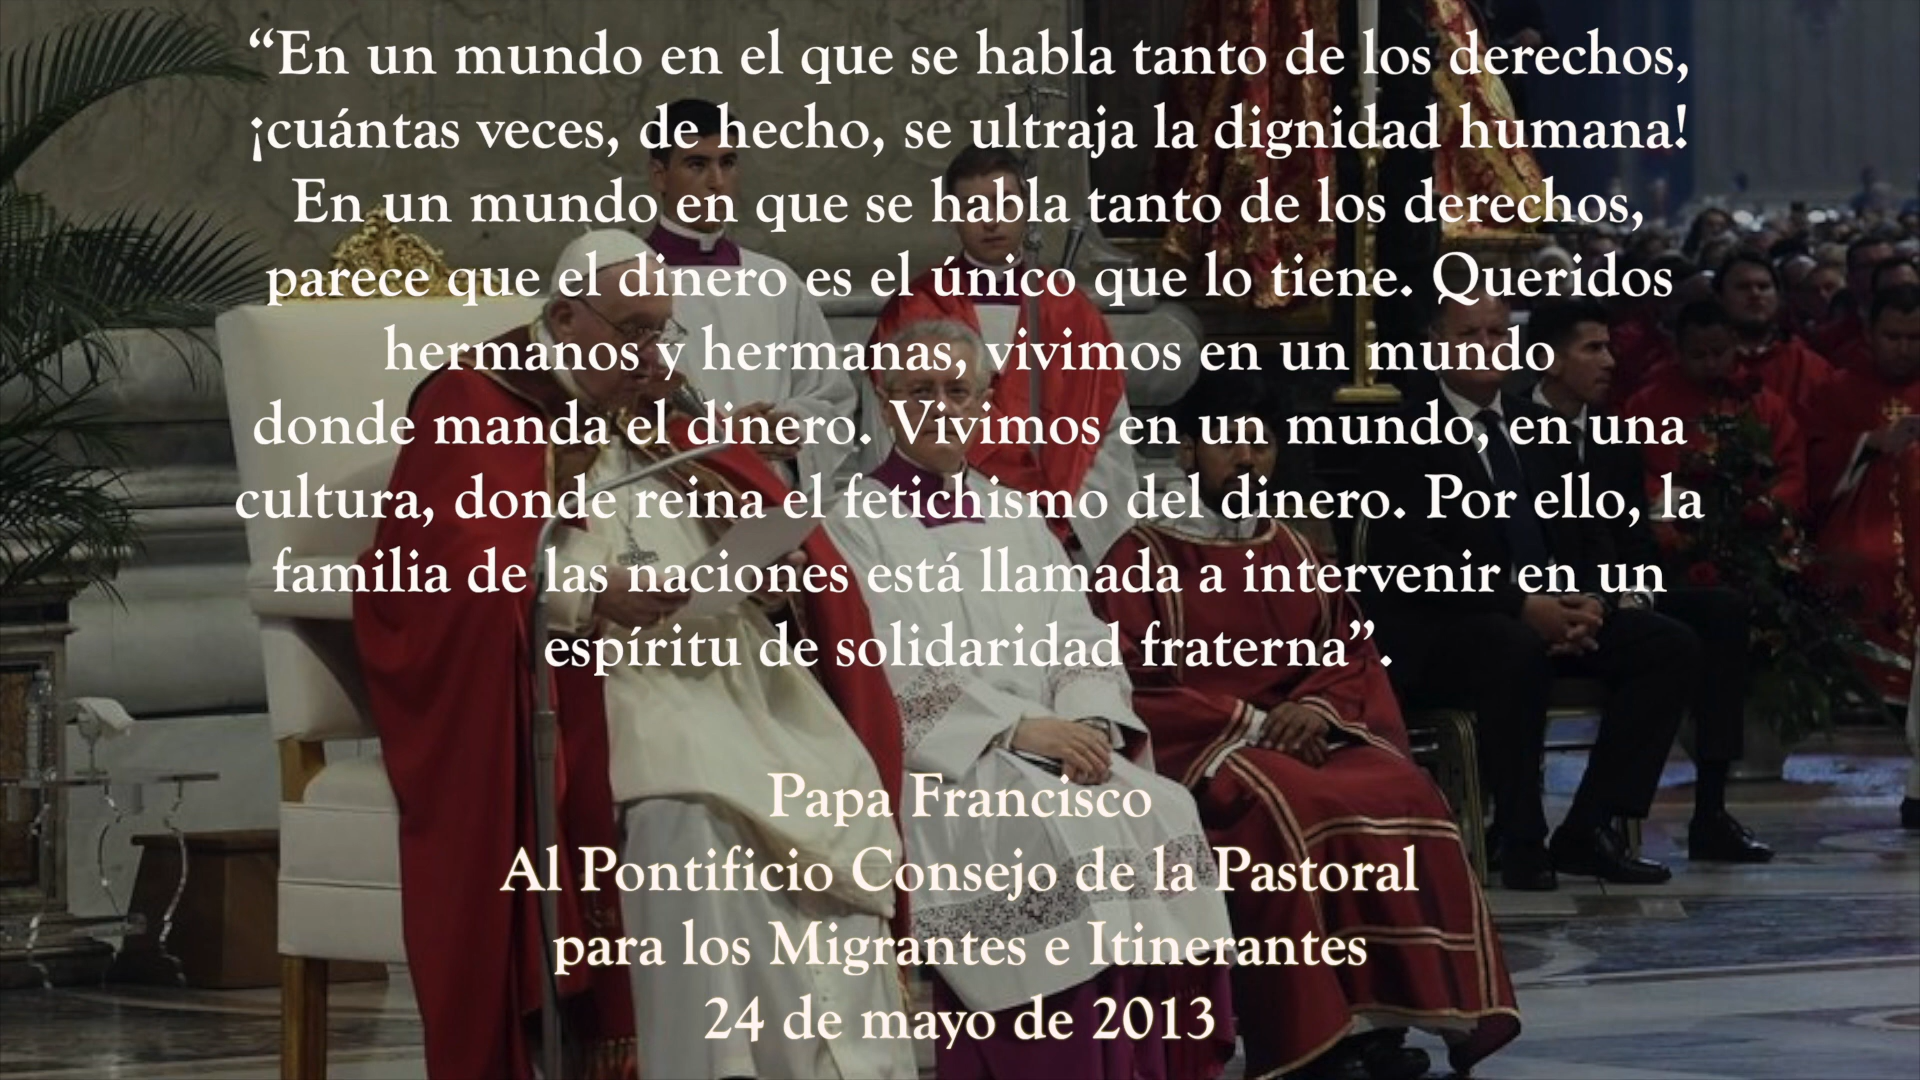 “En un mundo en el que se habla tanto de los derechos,
¡cuántas veces, de hecho, se ultraja la dignidad humana!
En un mundo en que se habla tanto de los derechos,
parece que el dinero es el único que lo tiene. Queridos
hermanos y hermanas, vivimos en un mundo
donde manda el dinero. Vivimos en un mundo, en una
cultura, donde reina el fetichismo del dinero. Por ello, la
familia de las naciones está llamada a intervenir en un
espíritu de solidaridad fraterna”.
Papa Francisco
Al Pontificio Consejo de la Pastoral
para los Migrantes e Itinerantes
24 de mayo de 2013